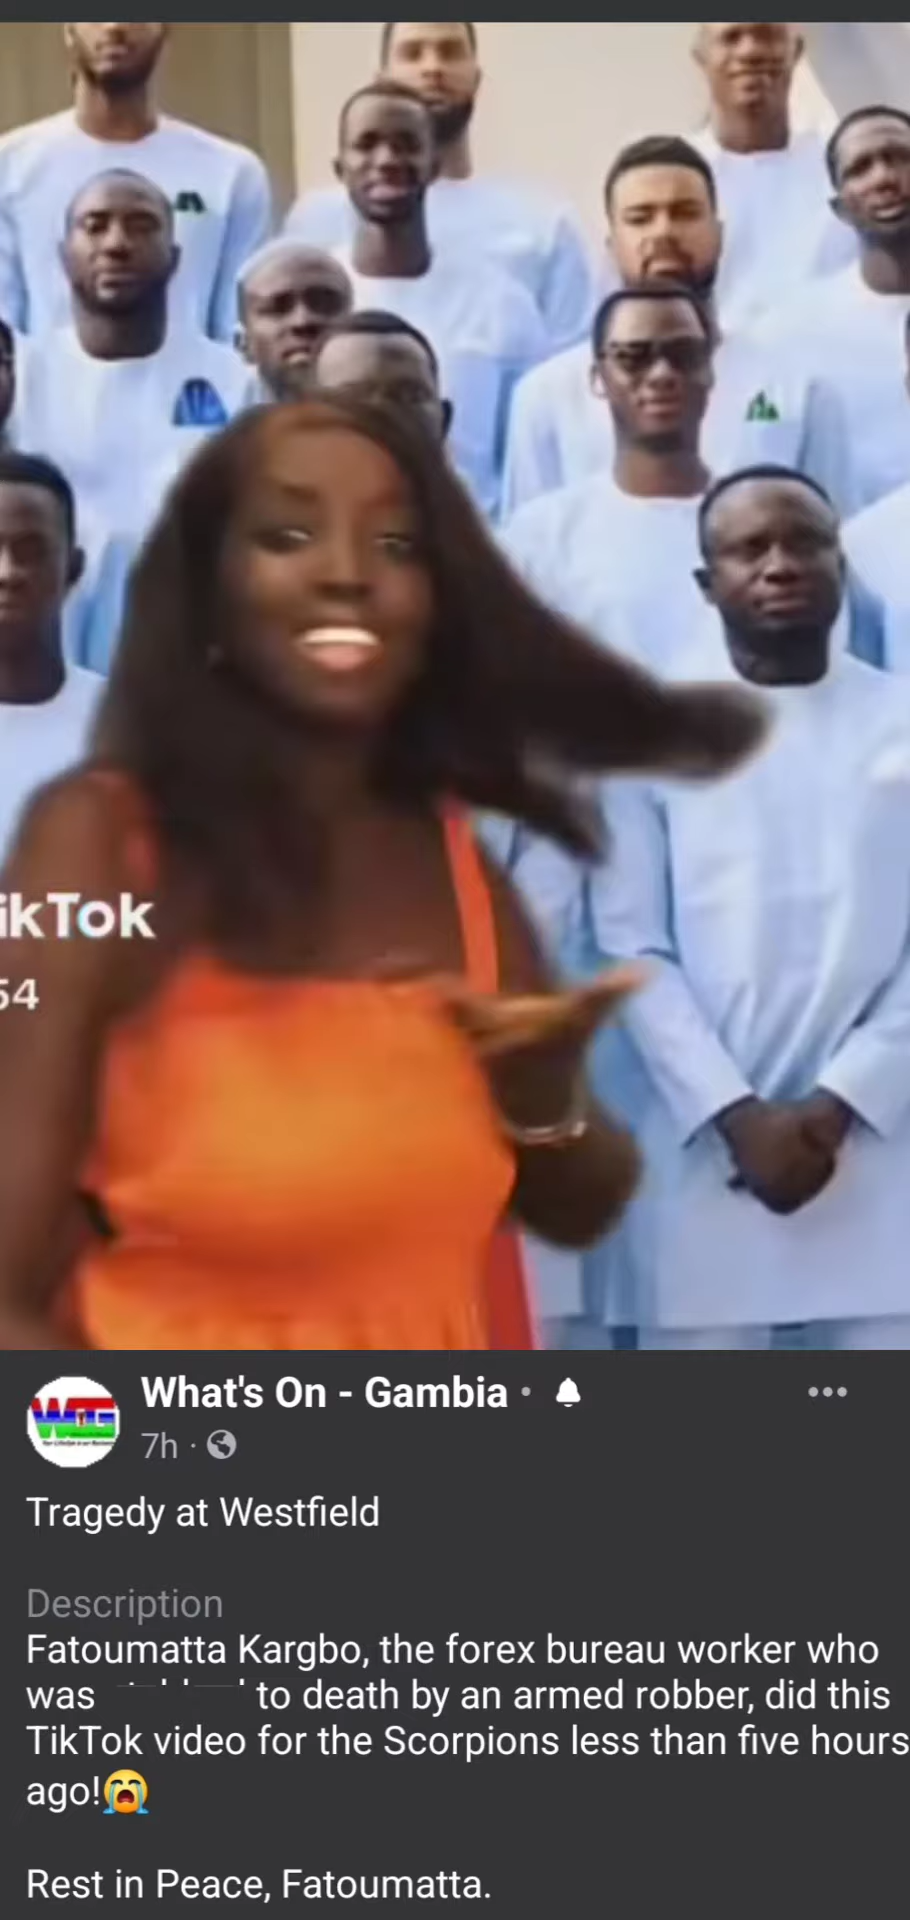 ikTok
54
What's On - Gambia •
7h ·
Tragedy at Westfield
Description
Fatoumatta Kargbo, the forex bureau worker who
was to death by an armed robber, did this
TikTok video for the Scorpions less than five hours
ago!😭
Rest in Peace, Fatoumatta.